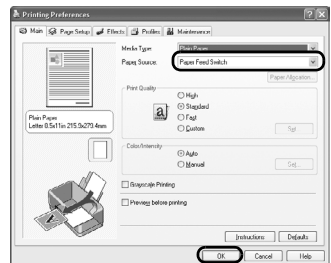 Printing Preferences
Main Page Setup Effects Profiles Maintenance
Media Type: Plain Paper
Paper Source: Paper Feed Switch
Paper Allocation...
Print Quality
High
Standard
Fast
Custom Set...
Plain Paper
Letter 8.5x11in 215.9x279.4mm
Color/Intensity
Auto
Manual Set...
Grayscale Printing
Preview before printing
Instructions Defaults
OK Cancel Help